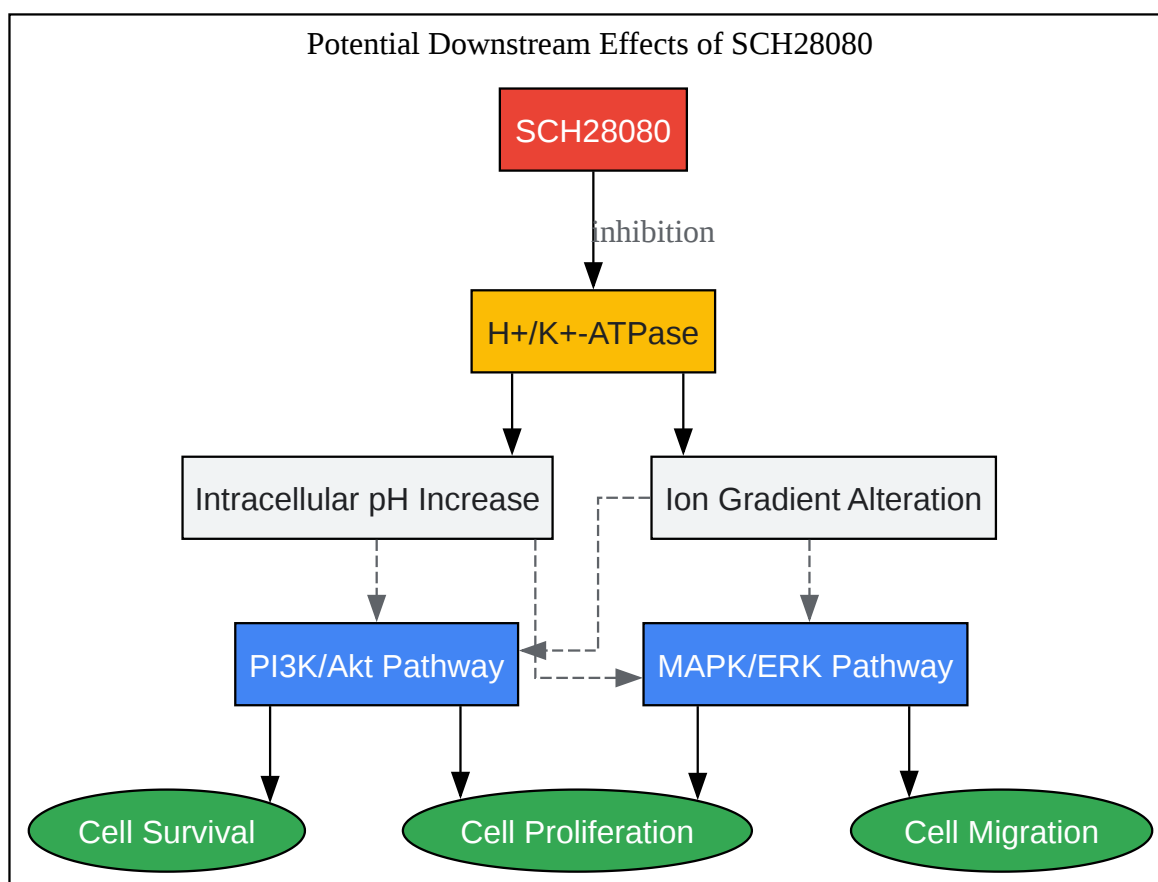 Potential Downstream Effects of SCH28080
SCH28080
inhibition
H+/K+-ATPase
Intracellular pH Increase
Ion Gradient Alteration
PI3K/Akt Pathway
MAPK/ERK Pathway
Cell Survival
Cell Proliferation
Cell Migration